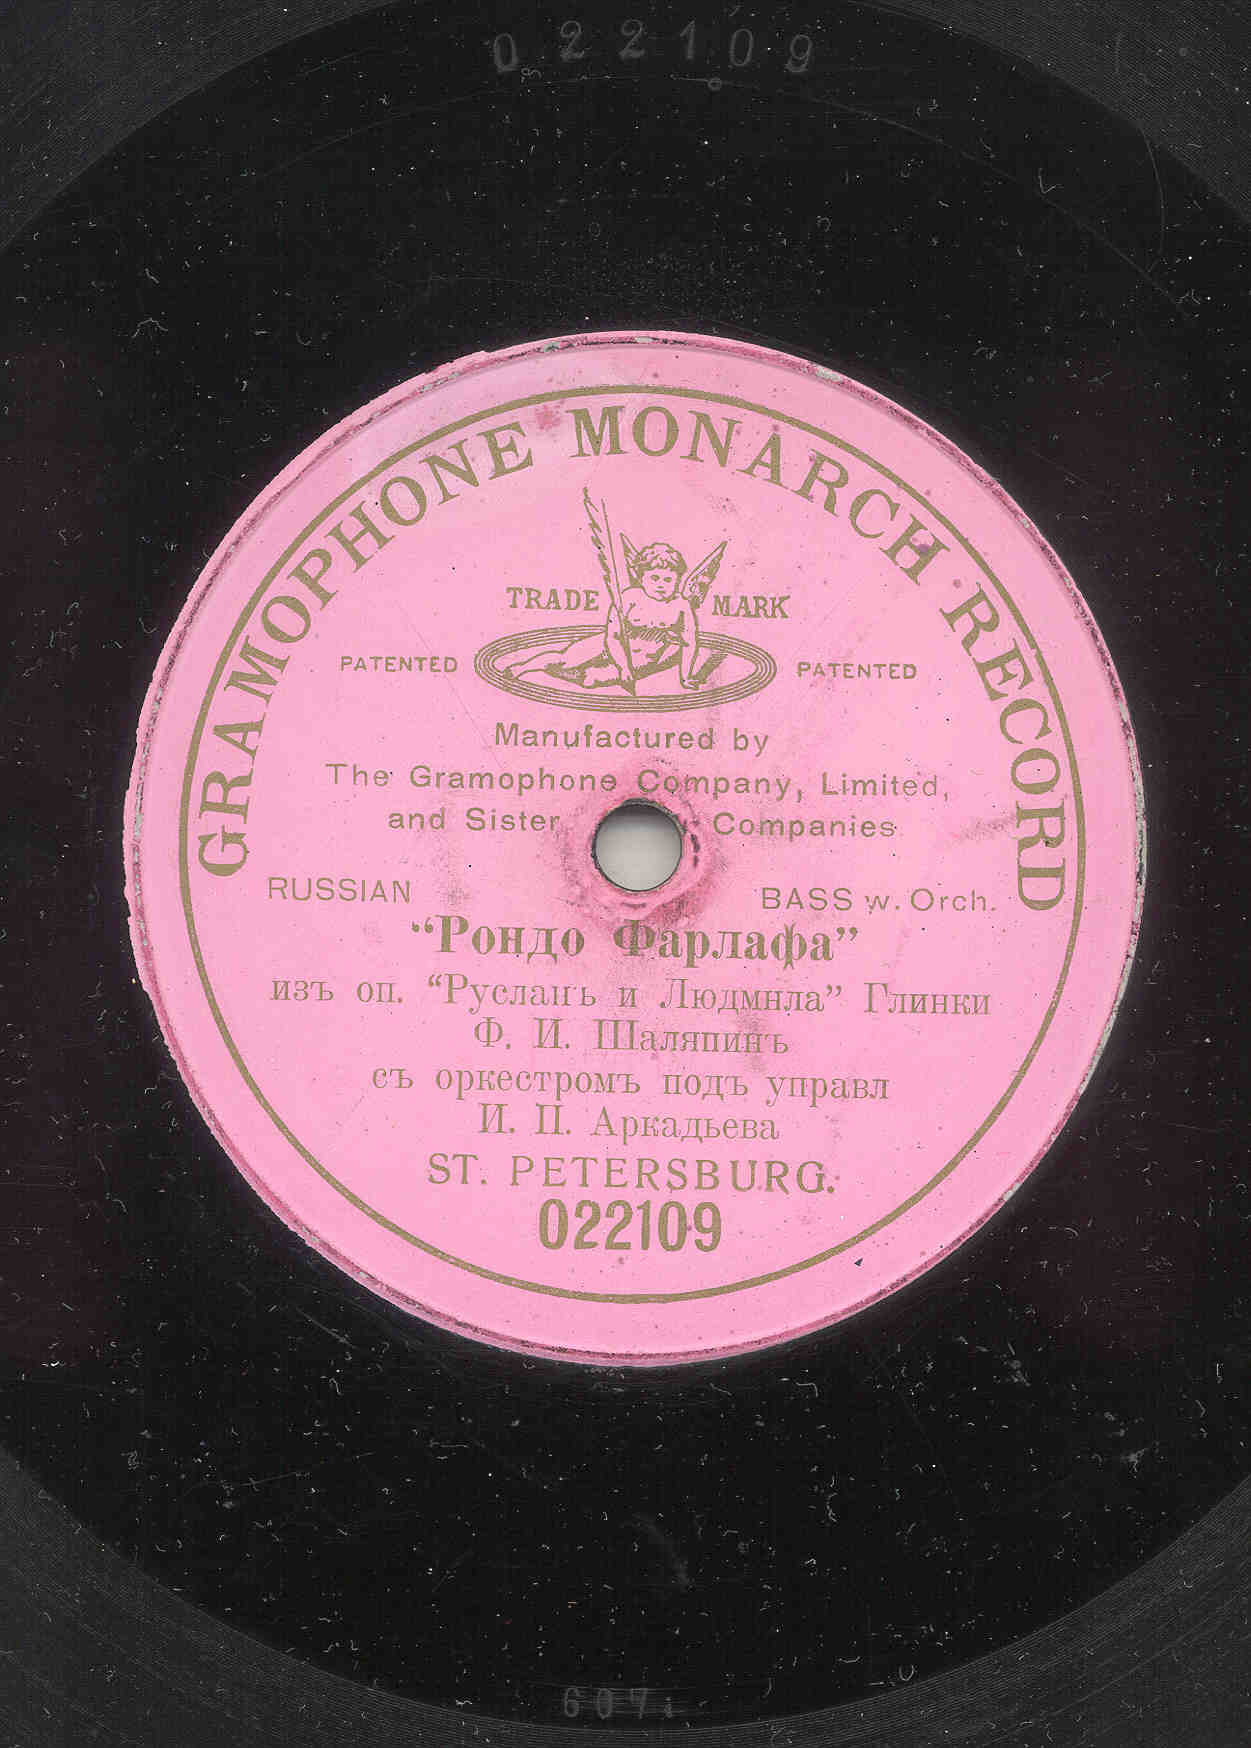 022109
GRAMOPHONE MONARCH RECORD
TRADE MARK
PATENTED PATENTED
Manufactured by
The Gramophone Company, Limited,
and Sister Companies
RUSSIAN BASS w. Orch.
“Рондо Фарлафа”
изъ оп. “Русланъ и Людмила” Глинки
Ф. И. Шаляпинъ
съ оркестромъ подъ управл
И. П. Аркадьева
ST. PETERSBURG.
022109
607i